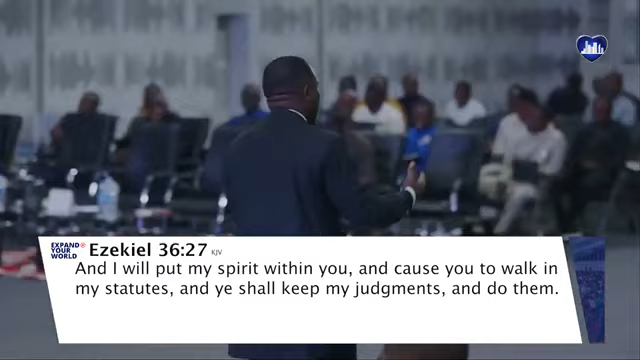 EXPAND
YOUR
WORLD
Ezekiel 36:27 KJV
And I will put my spirit within you, and cause you to walk in
my statutes, and ye shall keep my judgments, and do them.